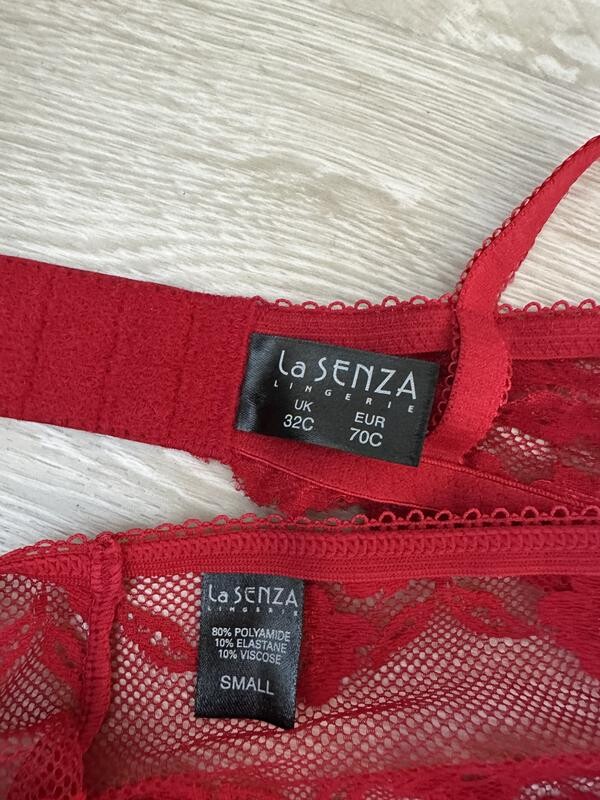 La SENZA
LINGERIE
UK EUR
32C 70C
La SENZA
LINGERIE
80% POLYAMIDE
10% ELASTANE
10% VISCOSE
SMALL